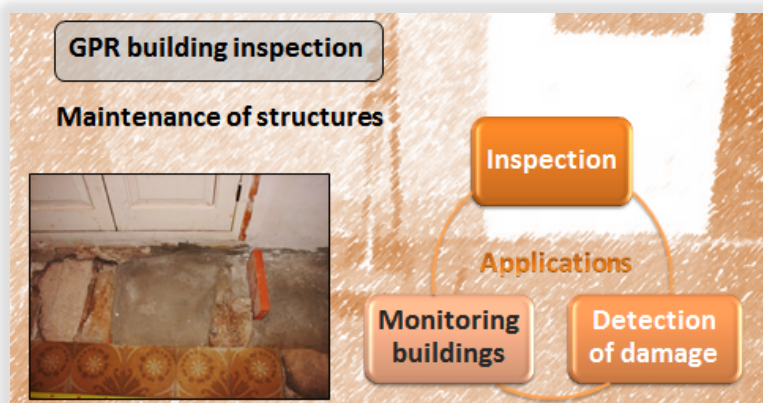 GPR building inspection
Maintenance of structures
Inspection
Applications
Monitoring
buildings
Detection
of damage